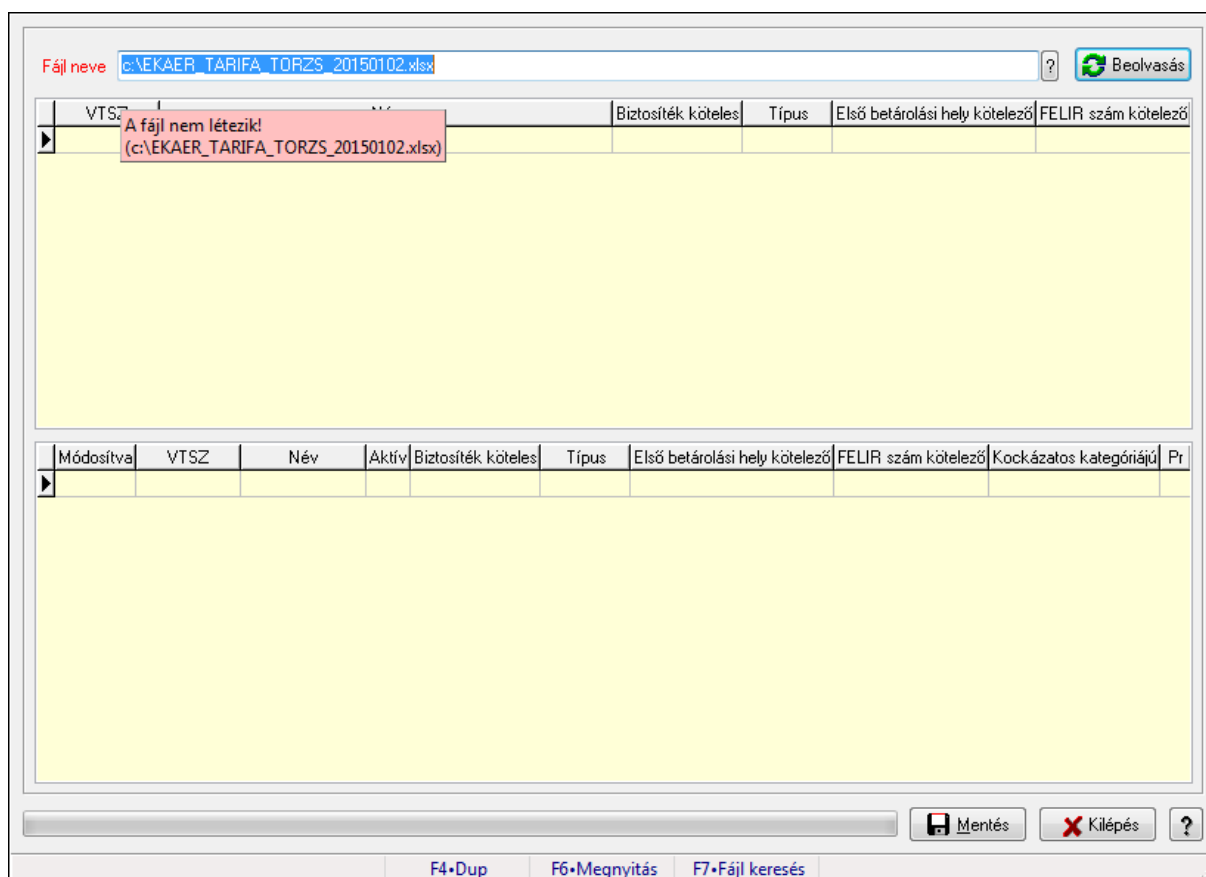 Fájl neve c:\EKAER_TARIFA_TORZS_20150102.xlsx ? Beolvasás
VTSZ Biztosíték köteles Típus Első betárolási hely kötelező FELIR szám kötelező
A fájl nem létezik!
(c:\EKAER_TARIFA_TORZS_20150102.xlsx)
Módosítva VTSZ Név Aktív Biztosíték köteles Típus Első betárolási hely kötelező FELIR szám kötelező Kockázatos kategóriájú Pr
Mentés Kilépés ?
F4•Dup F6•Megnyitás F7•Fájl keresés